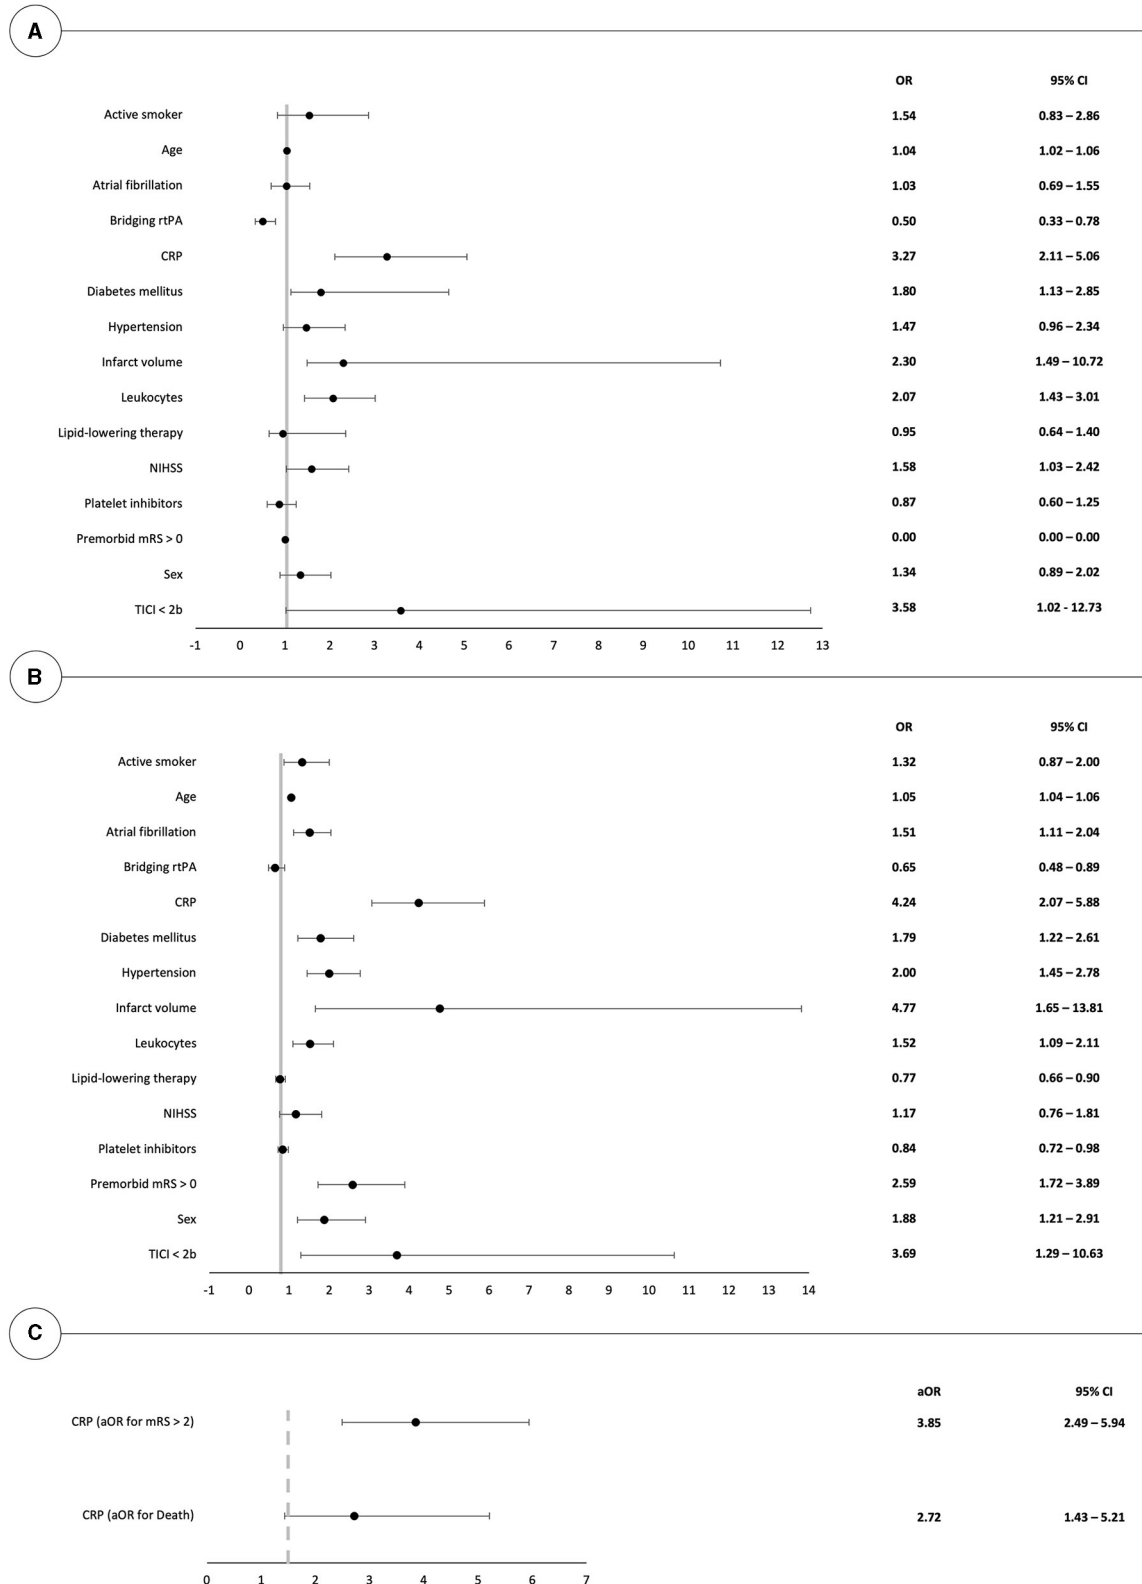 A
OR 95% CI
Active smoker 1.54 0.83 – 2.86
Age 1.04 1.02 – 1.06
Atrial fibrillation 1.03 0.69 – 1.55
Bridging rtPA 0.50 0.33 – 0.78
CRP 3.27 2.11 – 5.06
Diabetes mellitus 1.80 1.13 – 2.85
Hypertension 1.47 0.96 – 2.34
Infarct volume 2.30 1.49 – 10.72
Leukocytes 2.07 1.43 – 3.01
Lipid-lowering therapy 0.95 0.64 – 1.40
NIHSS 1.58 1.03 – 2.42
Platelet inhibitors 0.87 0.60 – 1.25
Premorbid mRS > 0 0.00 0.00 – 0.00
Sex 1.34 0.89 – 2.02
TICI < 2b 3.58 1.02 - 12.73
-1 0 1 2 3 4 5 6 7 8 9 10 11 12 13
B
OR 95% CI
Active smoker 1.32 0.87 – 2.00
Age 1.05 1.04 – 1.06
Atrial fibrillation 1.51 1.11 – 2.04
Bridging rtPA 0.65 0.48 – 0.89
CRP 4.24 2.07 – 5.88
Diabetes mellitus 1.79 1.22 – 2.61
Hypertension 2.00 1.45 – 2.78
Infarct volume 4.77 1.65 – 13.81
Leukocytes 1.52 1.09 – 2.11
Lipid-lowering therapy 0.77 0.66 – 0.90
NIHSS 1.17 0.76 – 1.81
Platelet inhibitors 0.84 0.72 – 0.98
Premorbid mRS > 0 2.59 1.72 – 3.89
Sex 1.88 1.21 – 2.91
TICI < 2b 3.69 1.29 – 10.63
-1 0 1 2 3 4 5 6 7 8 9 10 11 12 13 14
C
aOR 95% CI
CRP (aOR for mRS > 2) 3.85 2.49 – 5.94
CRP (aOR for Death) 2.72 1.43 – 5.21
0 1 2 3 4 5 6 7